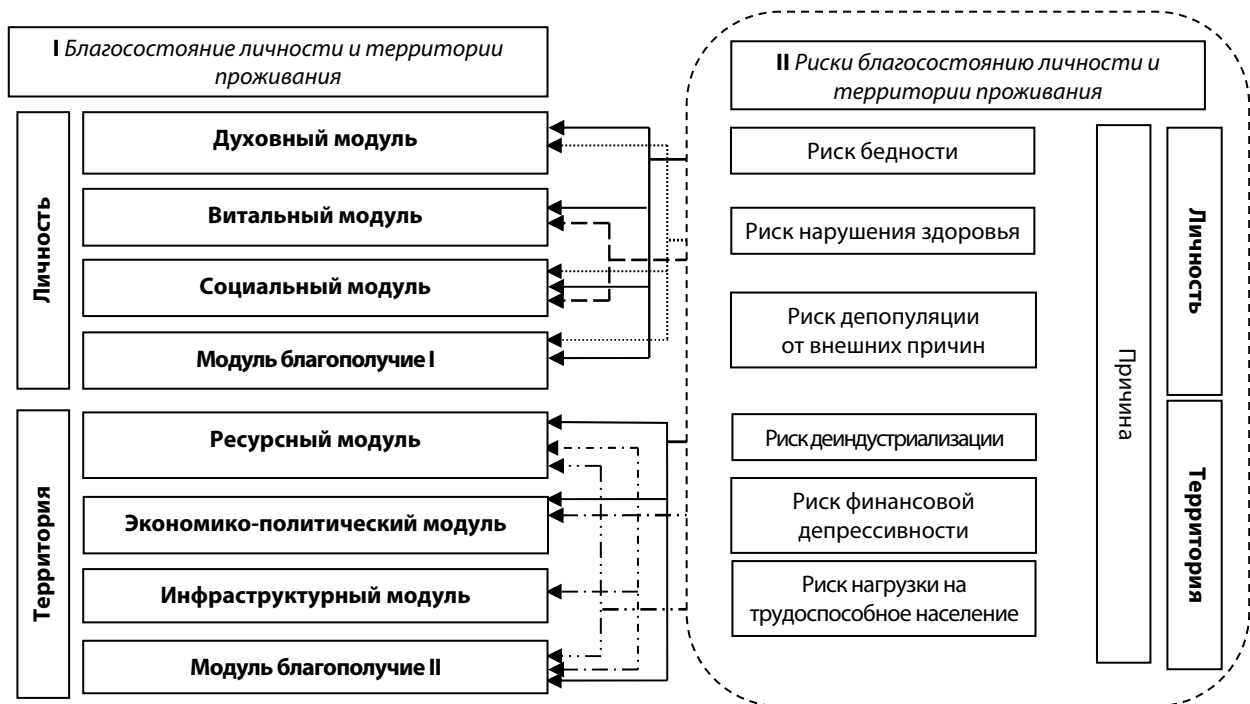 I Благосостояние личности и территории
проживания
Личность
Духовный модуль
Витальный модуль
Социальный модуль
Модуль благополучие I
Территория
Ресурсный модуль
Экономико-политический модуль
Инфраструктурный модуль
Модуль благополучие II
II Риски благосостоянию личности и
территории проживания
Риск бедности
Риск нарушения здоровья
Риск депопуляции
от внешних причин
Риск деиндустриализации
Риск финансовой
депрессивности
Риск нагрузки на
трудоспособное население
Причина
Личность
Территория